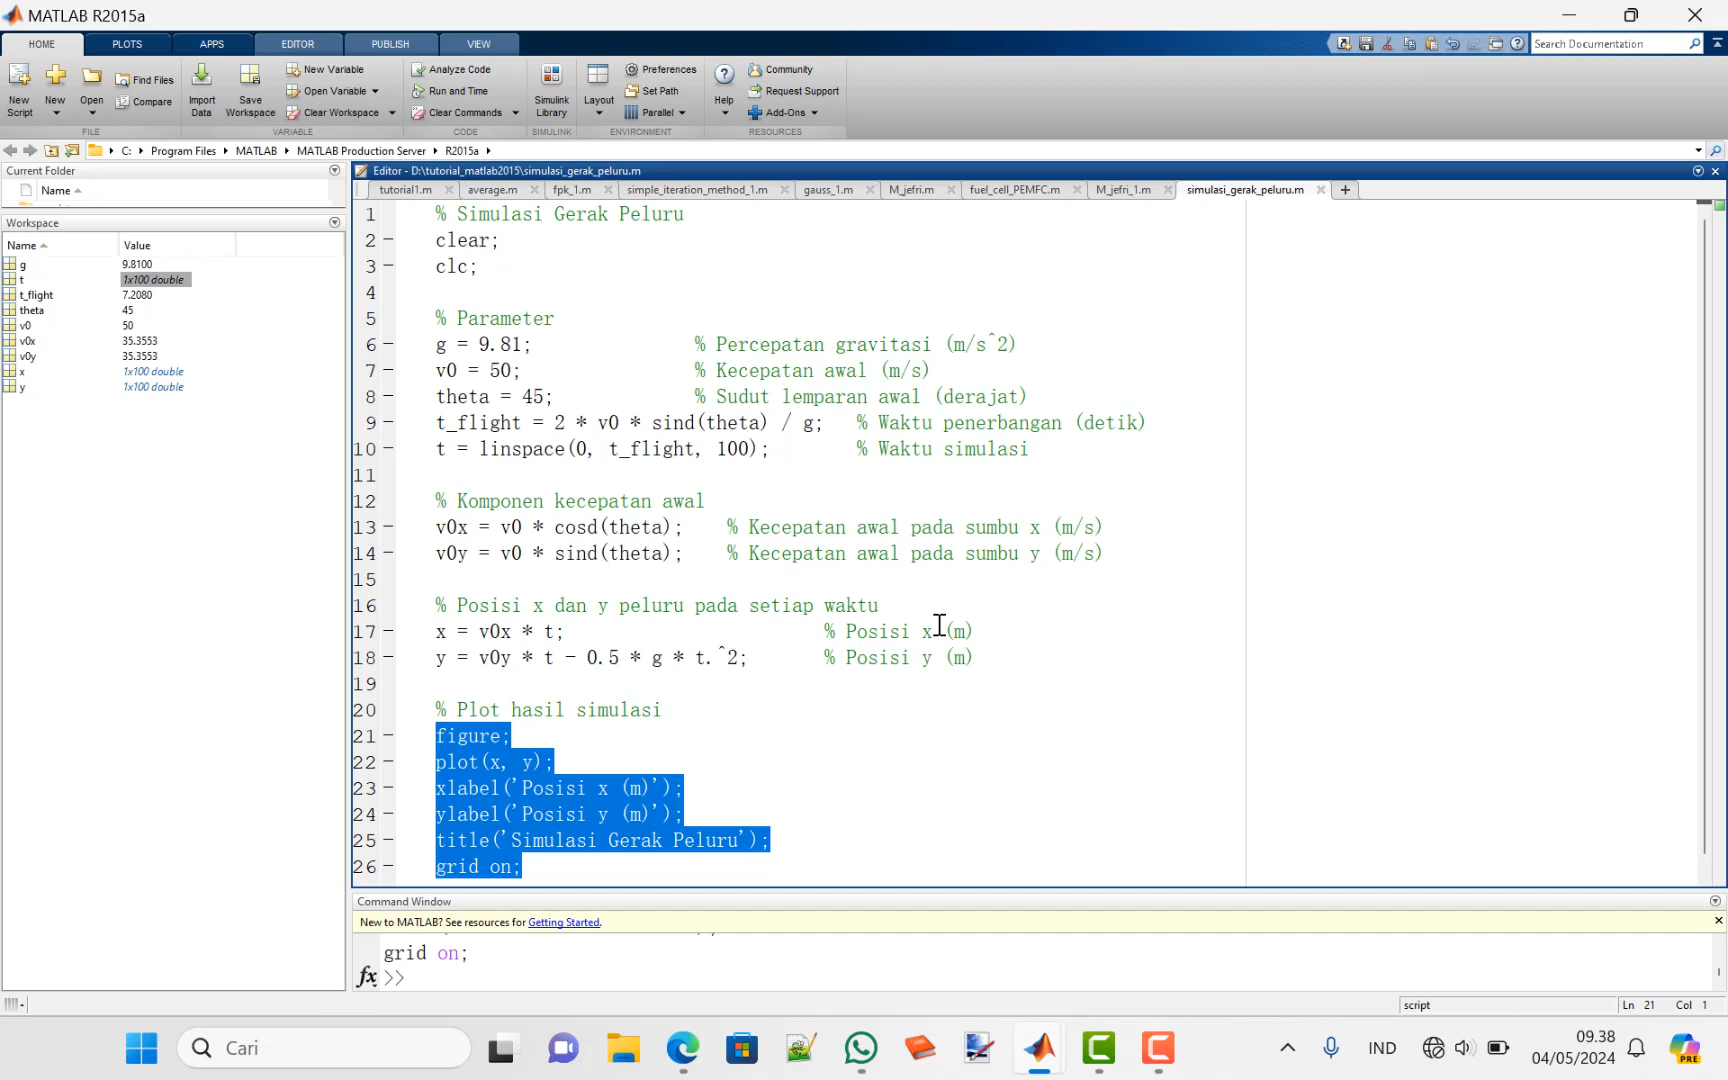 MATLAB R2015a
HOME PLOTS APPS EDITOR PUBLISH VIEW
Search Documentation
New Script
New
Open
Find Files
Compare
FILE
Import Data
Save Workspace
New Variable
Open Variable
Clear Workspace
VARIABLE
Analyze Code
Run and Time
Clear Commands
CODE
Simulink Library
SIMULINK
Layout
Preferences
Set Path
Parallel
ENVIRONMENT
Help
Community
Request Support
Add-Ons
RESOURCES
C: Program Files MATLAB MATLAB Production Server R2015a
Current Folder
Name
Workspace
Name Value
g 9.8100
t 1x100 double
t_flight 7.2080
theta 45
v0 50
v0x 35.3553
v0y 35.3553
x 1x100 double
y 1x100 double
Editor - D:\tutorial_matlab2015\simulasi_gerak_peluru.m
tutorial1.m average.m fpk_1.m simple_iteration_method_1.m gauss_1.m M_jefri.m fuel_cell_PEMFC.m M_jefri_1.m simulasi_gerak_peluru.m
1 % Simulasi Gerak Peluru
2 clear;
3 clc;
4
5 % Parameter
6 g = 9.81; % Percepatan gravitasi (m/s^2)
7 v0 = 50; % Kecepatan awal (m/s)
8 theta = 45; % Sudut lemparan awal (derajat)
9 t_flight = 2 * v0 * sind(theta) / g; % Waktu penerbangan (detik)
10 t = linspace(0, t_flight, 100); % Waktu simulasi
11
12 % Komponen kecepatan awal
13 v0x = v0 * cosd(theta); % Kecepatan awal pada sumbu x (m/s)
14 v0y = v0 * sind(theta); % Kecepatan awal pada sumbu y (m/s)
15
16 % Posisi x dan y peluru pada setiap waktu
17 x = v0x * t; % Posisi x (m)
18 y = v0y * t - 0.5 * g * t.^2; % Posisi y (m)
19
20 % Plot hasil simulasi
21 figure;
22 plot(x, y);
23 xlabel('Posisi x (m)');
24 ylabel('Posisi y (m)');
25 title('Simulasi Gerak Peluru');
26 grid on;
Command Window
New to MATLAB? See resources for Getting Started.
grid on;
fx >>
script Ln 21 Col 1
Cari
IND
09.38
04/05/2024
PRE